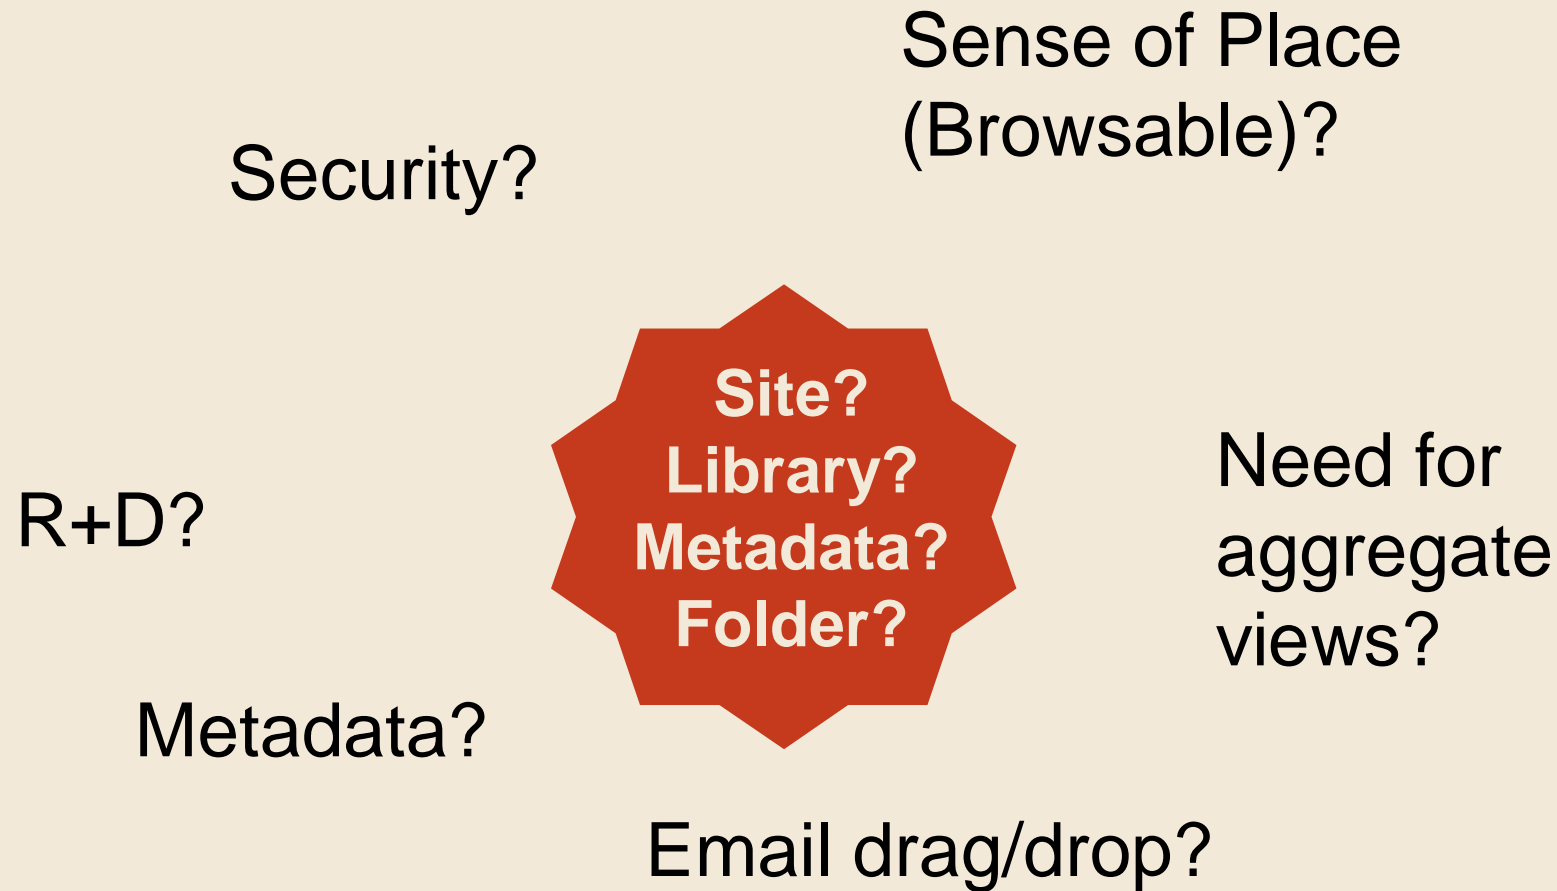 Sense of Place
(Browsable)?
Security?
Site?
Library?
Metadata?
Folder?
Need for
aggregate
views?
R+D?
Metadata?
Email drag/drop?